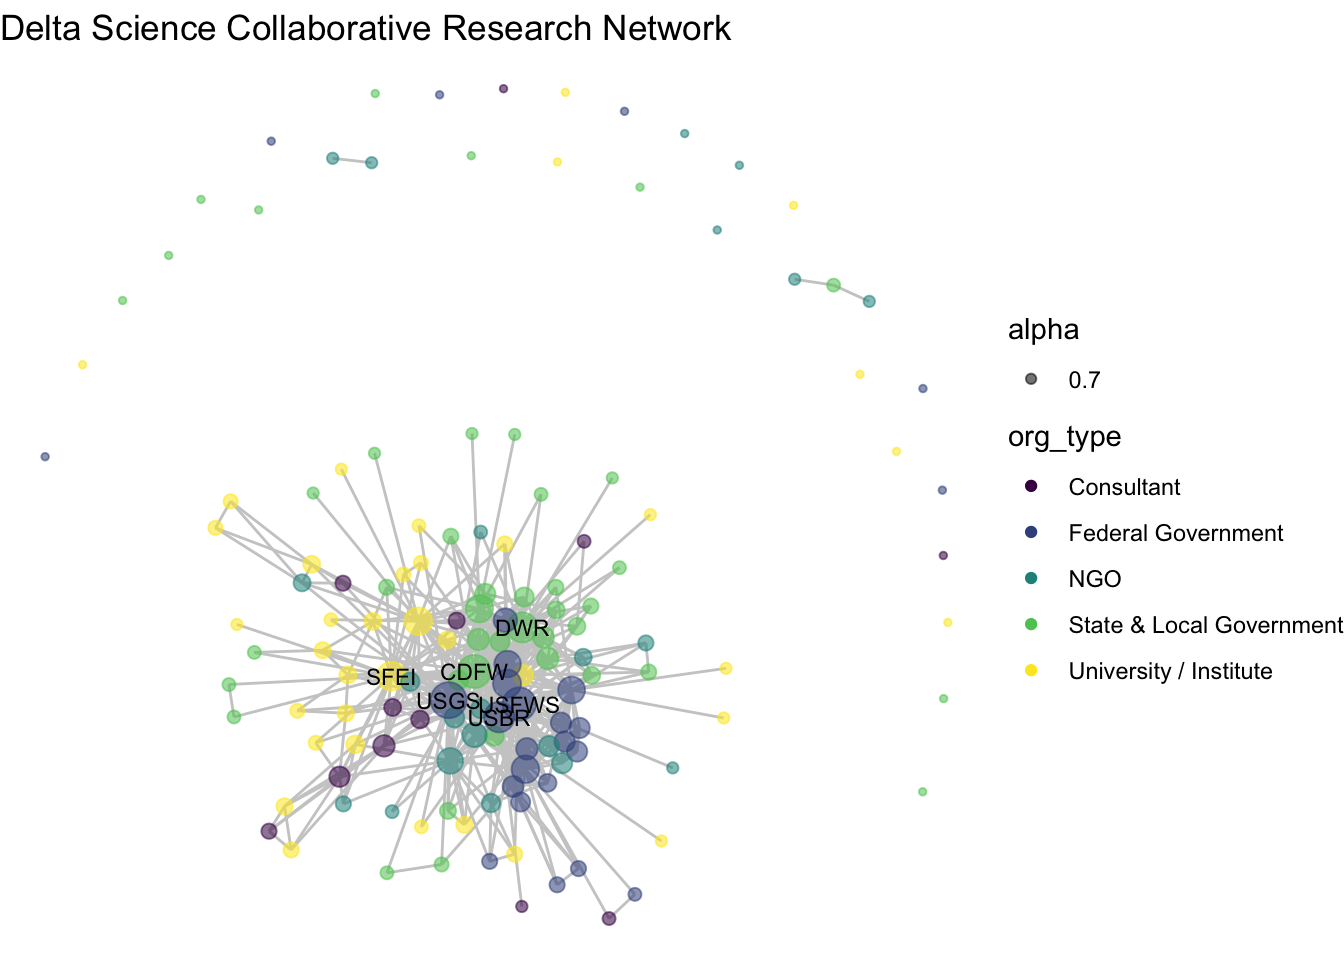 Delta Science Collaborative Research Network
alpha
0.7
org_type
Consultant
Federal Government
NGO
State & Local Government
University / Institute
DWR
SFEI
CDFW
USGS
USFWS
USBR